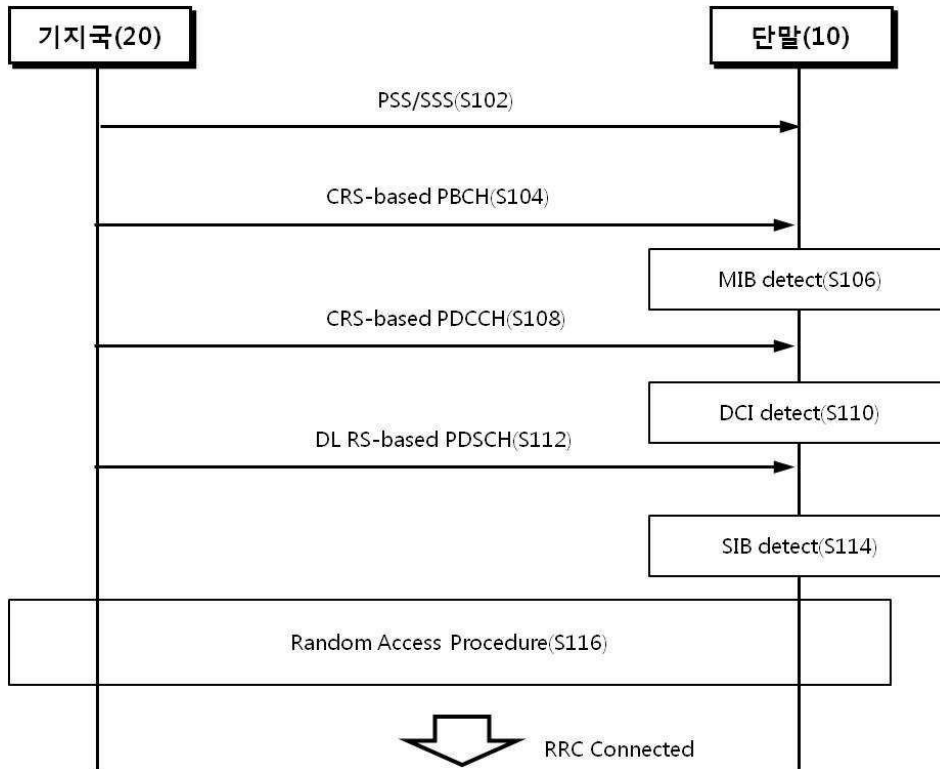 기지국(20)
단말(10)
PSS/SSS(S102)
CRS-based PBCH(S104)
MIB detect(S106)
CRS-based PDCCH(S108)
DCI detect(S110)
DL RS-based PDSCH(S112)
SIB detect(S114)
Random Access Procedure(S116)
RRC Connected